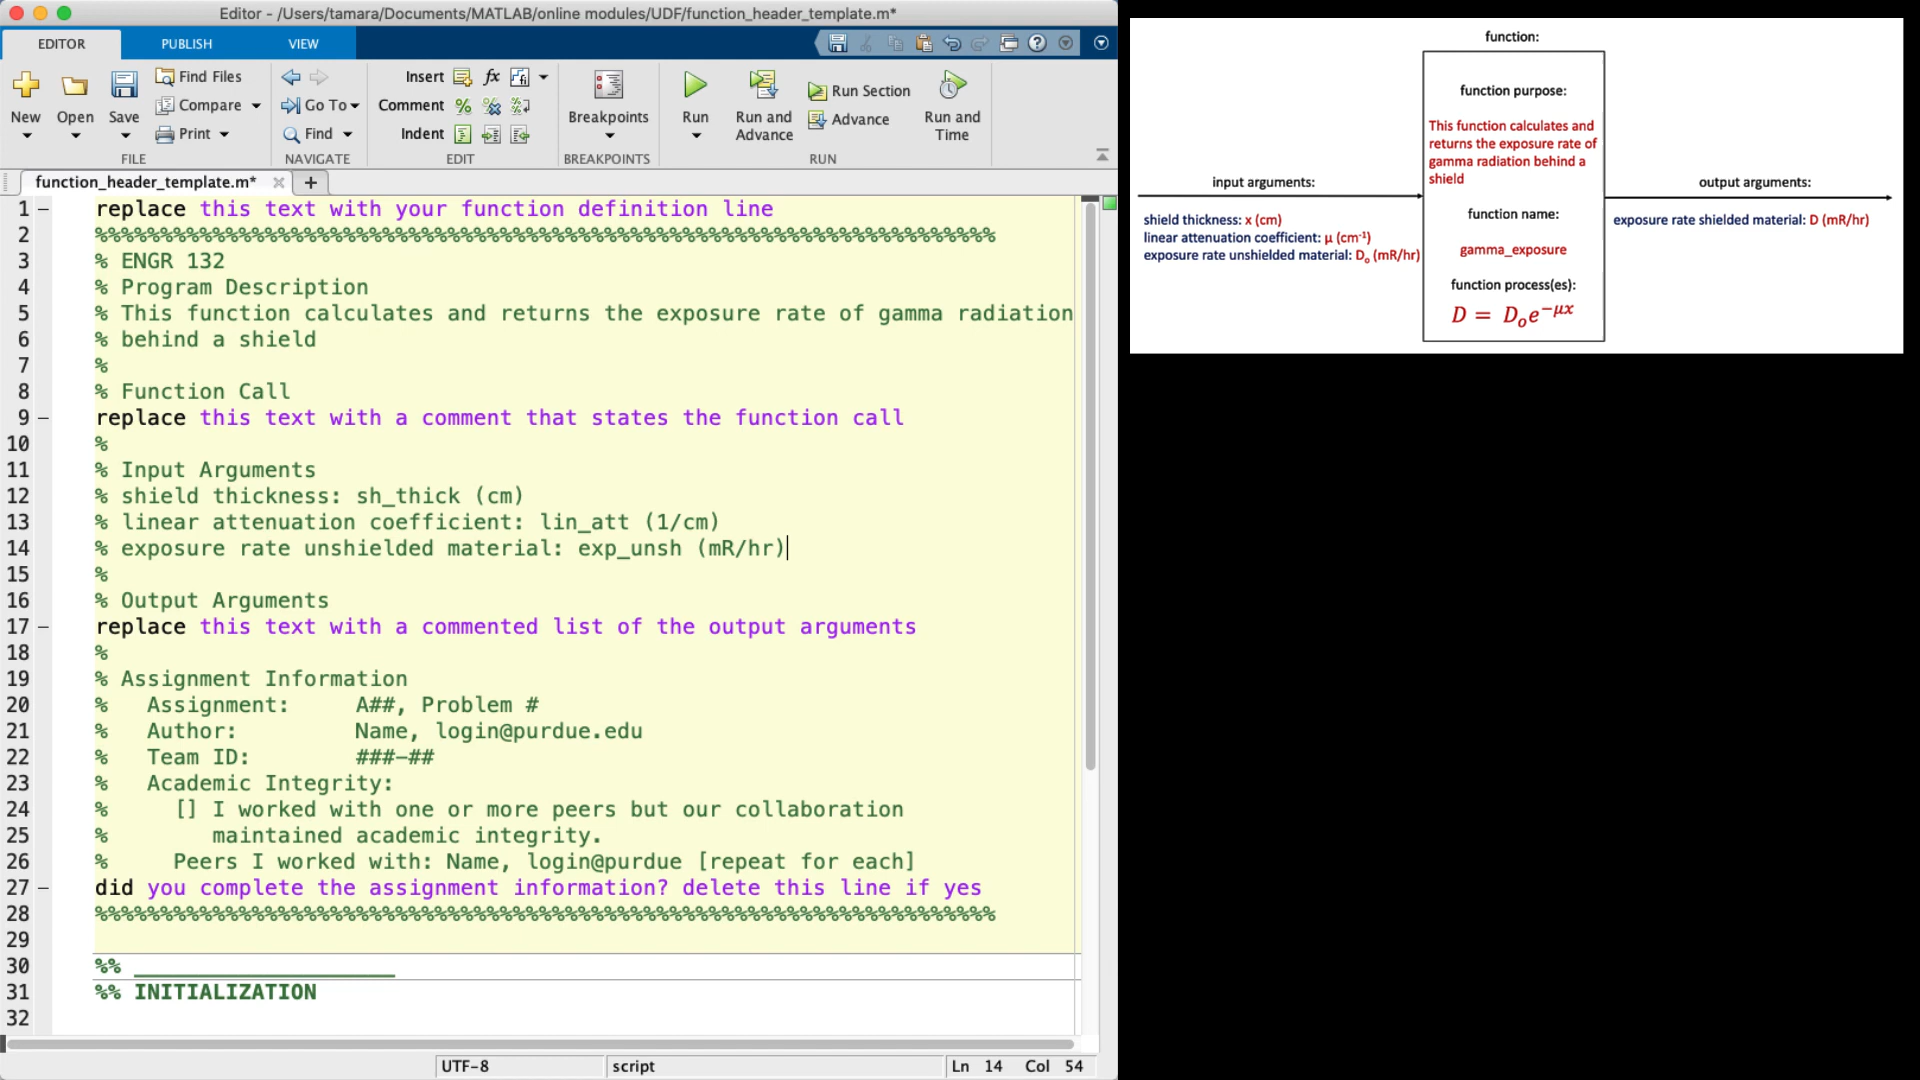 Editor - /Users/tamara/Documents/MATLAB/online modules/UDF/function_header_template.m*
EDITOR PUBLISH VIEW
New Open Save
Find Files
Compare
Print
Go To
Find
Insert fx
Comment
Indent
Breakpoints
Run
Run and Advance
Run Section
Advance
Run and Time
FILE NAVIGATE EDIT BREAKPOINTS RUN
function_header_template.m* × +
1 – replace this text with your function definition line
2 %%%%%%%%%%%%%%%%%%%%%%%%%%%%%%%%%%%%%%%%%%%%%%%%%%%%%%%%%%%%%%%%%%%%%
3 % ENGR 132
4 % Program Description
5 % This function calculates and returns the exposure rate of gamma radiation
6 % behind a shield
7 %
8 % Function Call
9 – replace this text with a comment that states the function call
10 %
11 % Input Arguments
12 % shield thickness: sh_thick (cm)
13 % linear attenuation coefficient: lin_att (1/cm)
14 % exposure rate unshielded material: exp_unsh (mR/hr)
15 %
16 % Output Arguments
17 – replace this text with a commented list of the output arguments
18 %
19 % Assignment Information
20 %   Assignment:     A##, Problem #
21 %   Author:         Name, login@purdue.edu
22 %   Team ID:        ###-##
23 %   Academic Integrity:
24 %     [] I worked with one or more peers but our collaboration
25 %        maintained academic integrity.
26 %     Peers I worked with: Name, login@purdue [repeat for each]
27 – did you complete the assignment information? delete this line if yes
28 %%%%%%%%%%%%%%%%%%%%%%%%%%%%%%%%%%%%%%%%%%%%%%%%%%%%%%%%%%%%%%%%%%%%%
29
30 %% ____________________
31 %% INITIALIZATION
32
UTF-8 script Ln 14 Col 54
function:
function purpose:
This function calculates and
returns the exposure rate of
gamma radiation behind a
shield
function name:
gamma_exposure
function process(es):
D = Dₒe^−μx
input arguments:
shield thickness: x (cm)
linear attenuation coefficient: μ (cm⁻¹)
exposure rate unshielded material: Dₒ (mR/hr)
output arguments:
exposure rate shielded material: D (mR/hr)